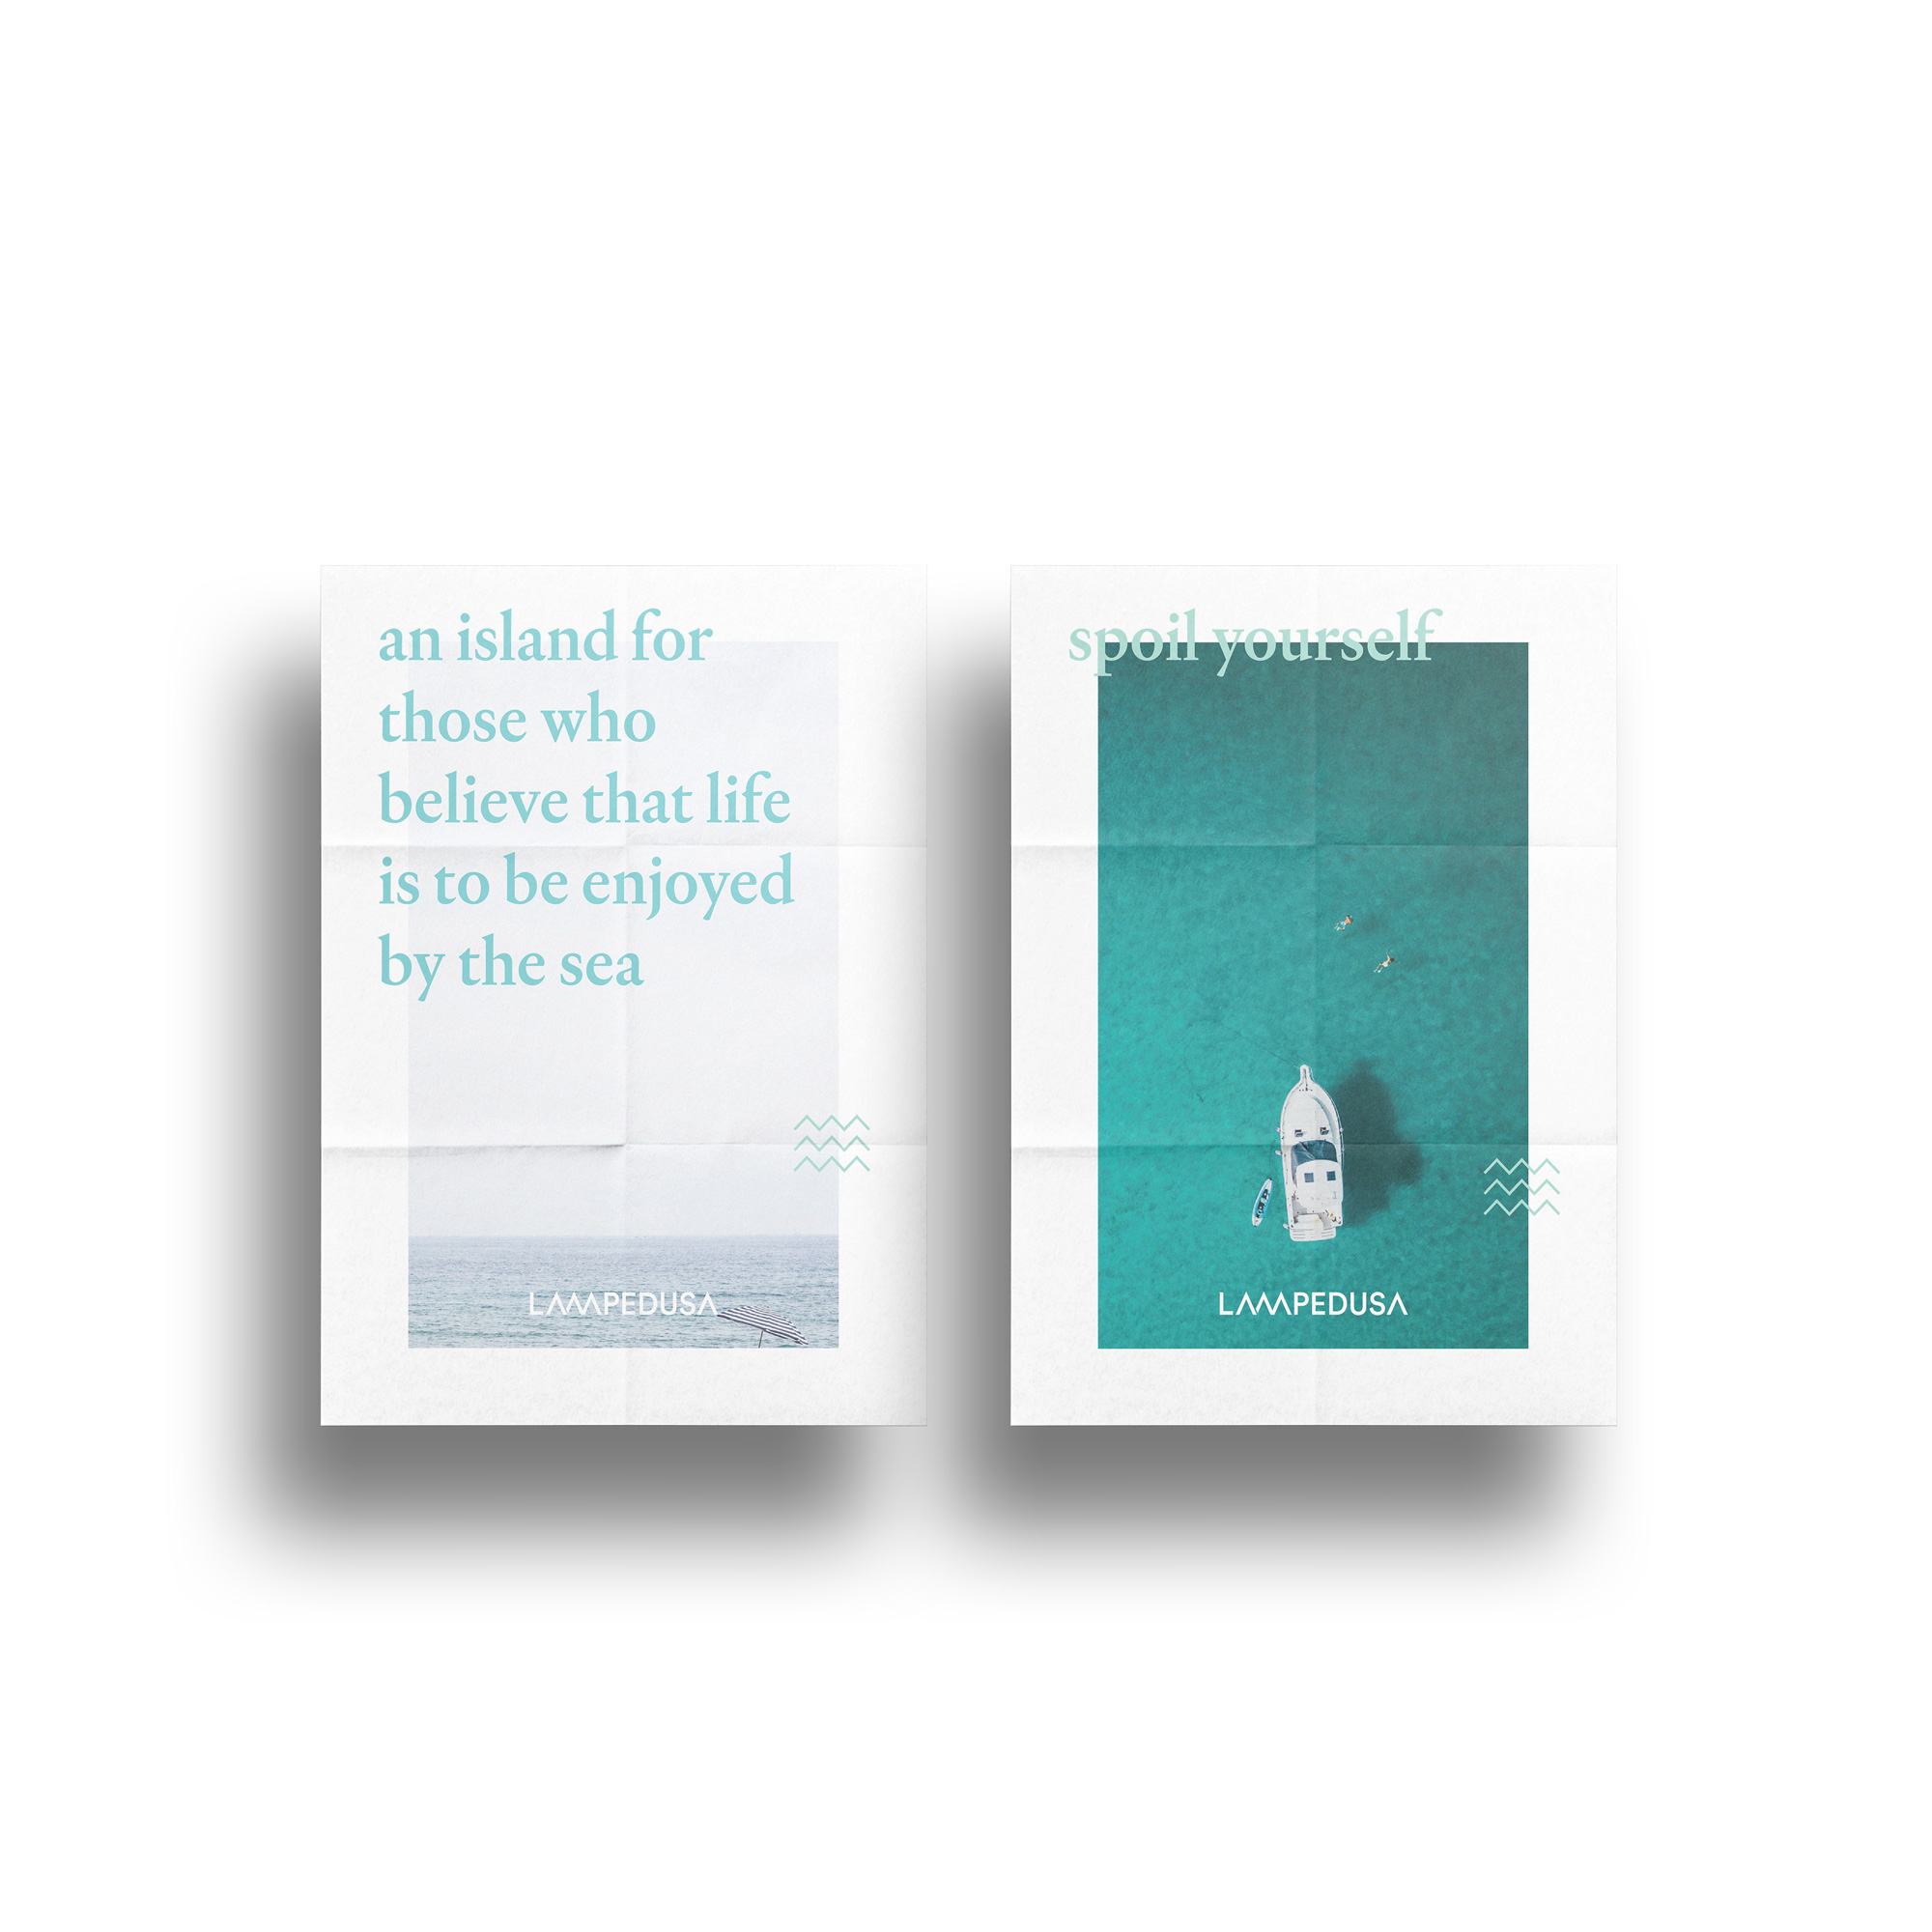 an island for
those who
believe that life
is to be enjoyed
by the sea
LAMPEDUSA
spoil yourself
LAMPEDUSA